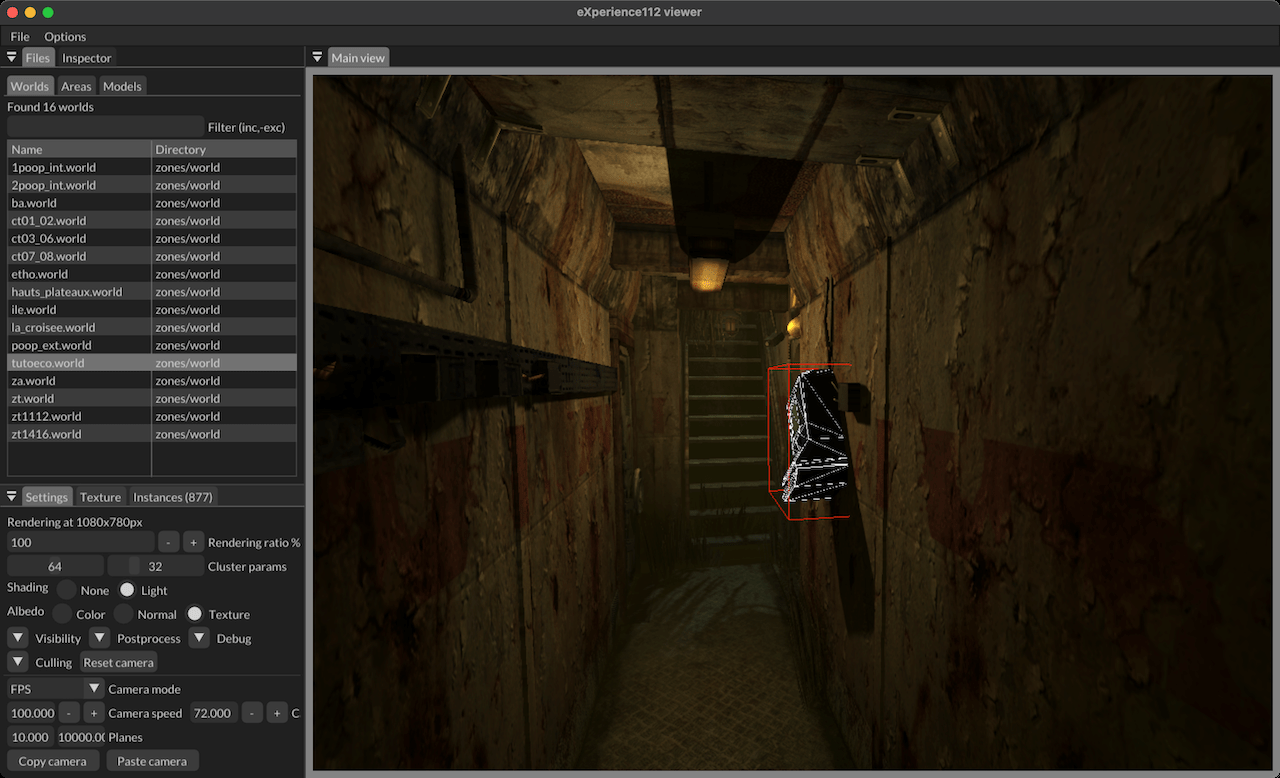 eXperience112 viewer
File Options
Files Inspector
Main view
Worlds Areas Models
Found 16 worlds
Filter (inc,-exc)
Name Directory
1poop_int.world zones/world
2poop_int.world zones/world
ba.world zones/world
ct01_02.world zones/world
ct03_06.world zones/world
ct07_08.world zones/world
etho.world zones/world
hauts_plateaux.world zones/world
ile.world zones/world
la_croisee.world zones/world
poop_ext.world zones/world
tutoeco.world zones/world
za.world zones/world
zt.world zones/world
zt1112.world zones/world
zt1416.world zones/world
Settings Texture Instances (877)
Rendering at 1080x780px
100 - + Rendering ratio %
64 32 Cluster params
Shading None Light
Albedo Color Normal Texture
Visibility Postprocess Debug
Culling Reset camera
FPS Camera mode
100.000 - + Camera speed 72.000 - + C
10.000 10000.0( Planes
Copy camera Paste camera